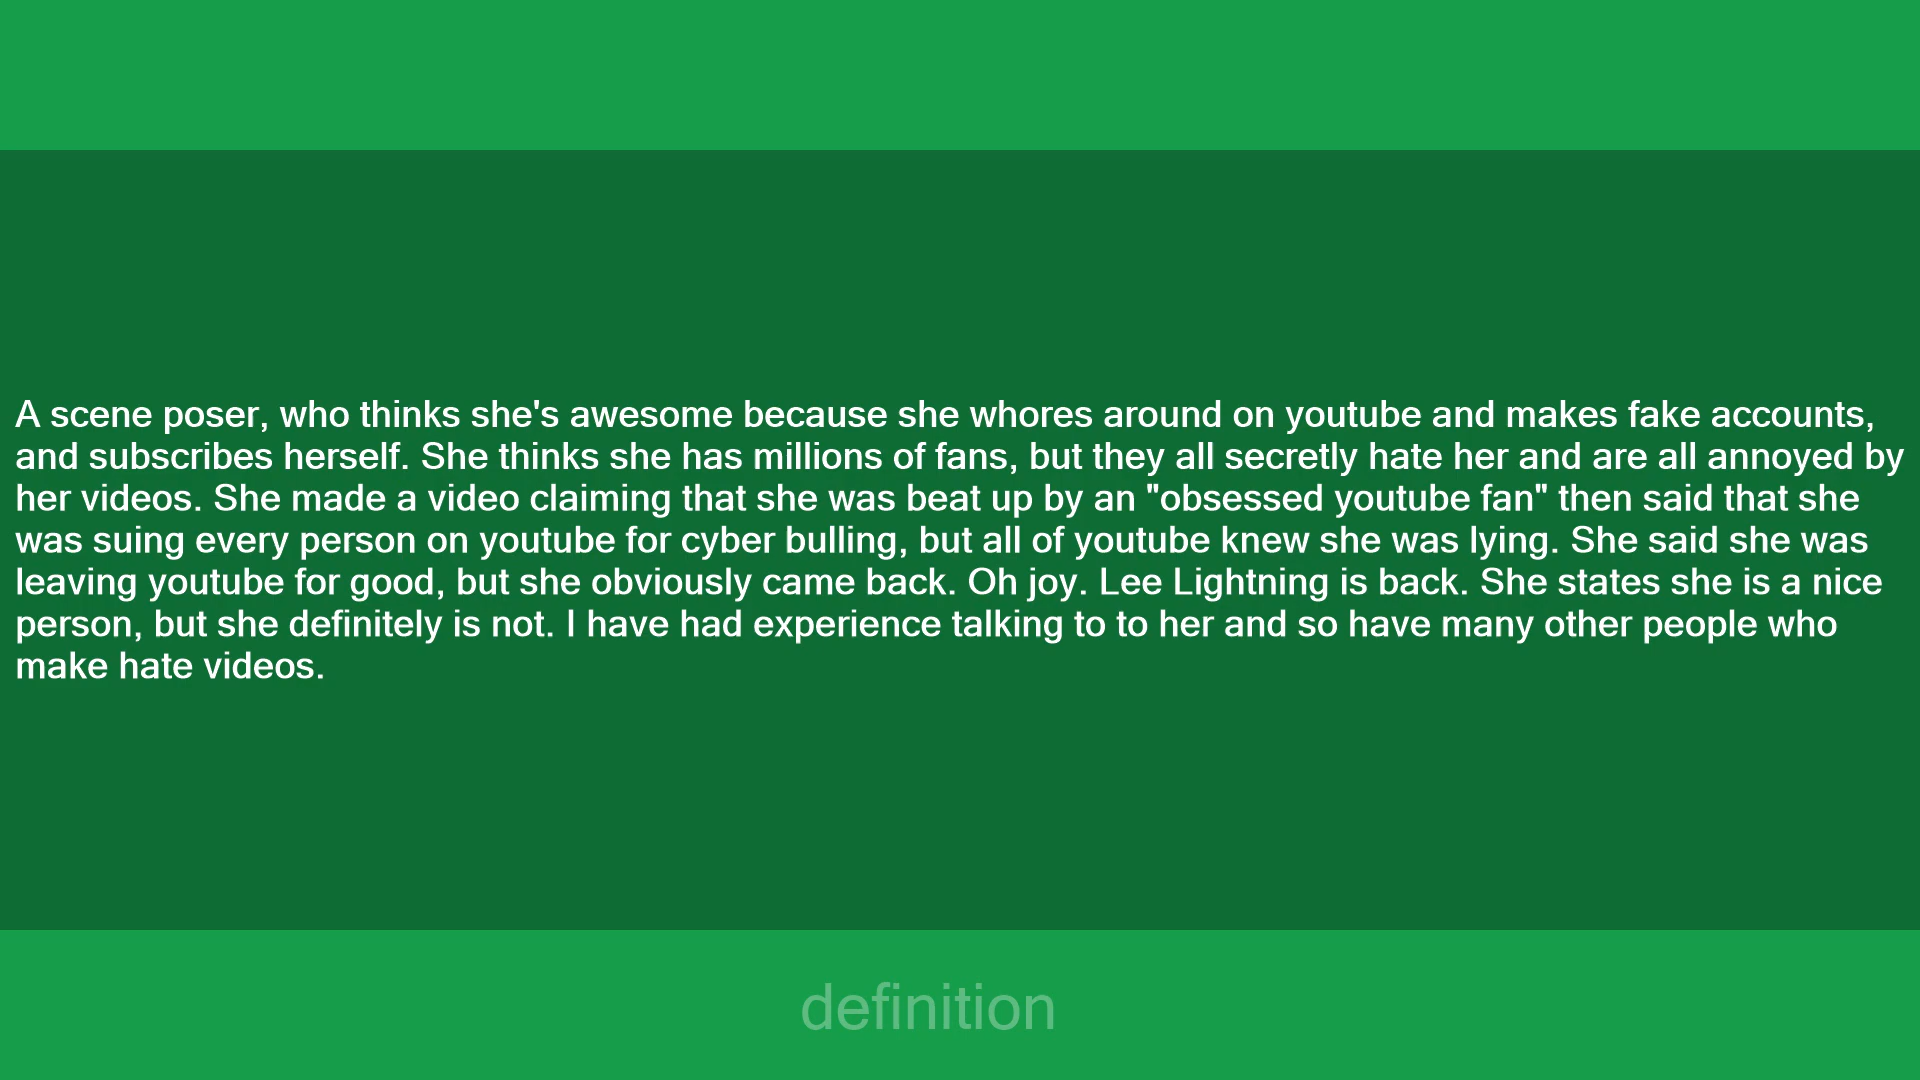 A scene poser, who thinks she's awesome because she whores around on youtube and makes fake accounts,
and subscribes herself. She thinks she has millions of fans, but they all secretly hate her and are all annoyed by
her videos. She made a video claiming that she was beat up by an "obsessed youtube fan" then said that she
was suing every person on youtube for cyber bulling, but all of youtube knew she was lying. She said she was
leaving youtube for good, but she obviously came back. Oh joy. Lee Lightning is back. She states she is a nice
person, but she definitely is not. I have had experience talking to to her and so have many other people who
make hate videos.
definition